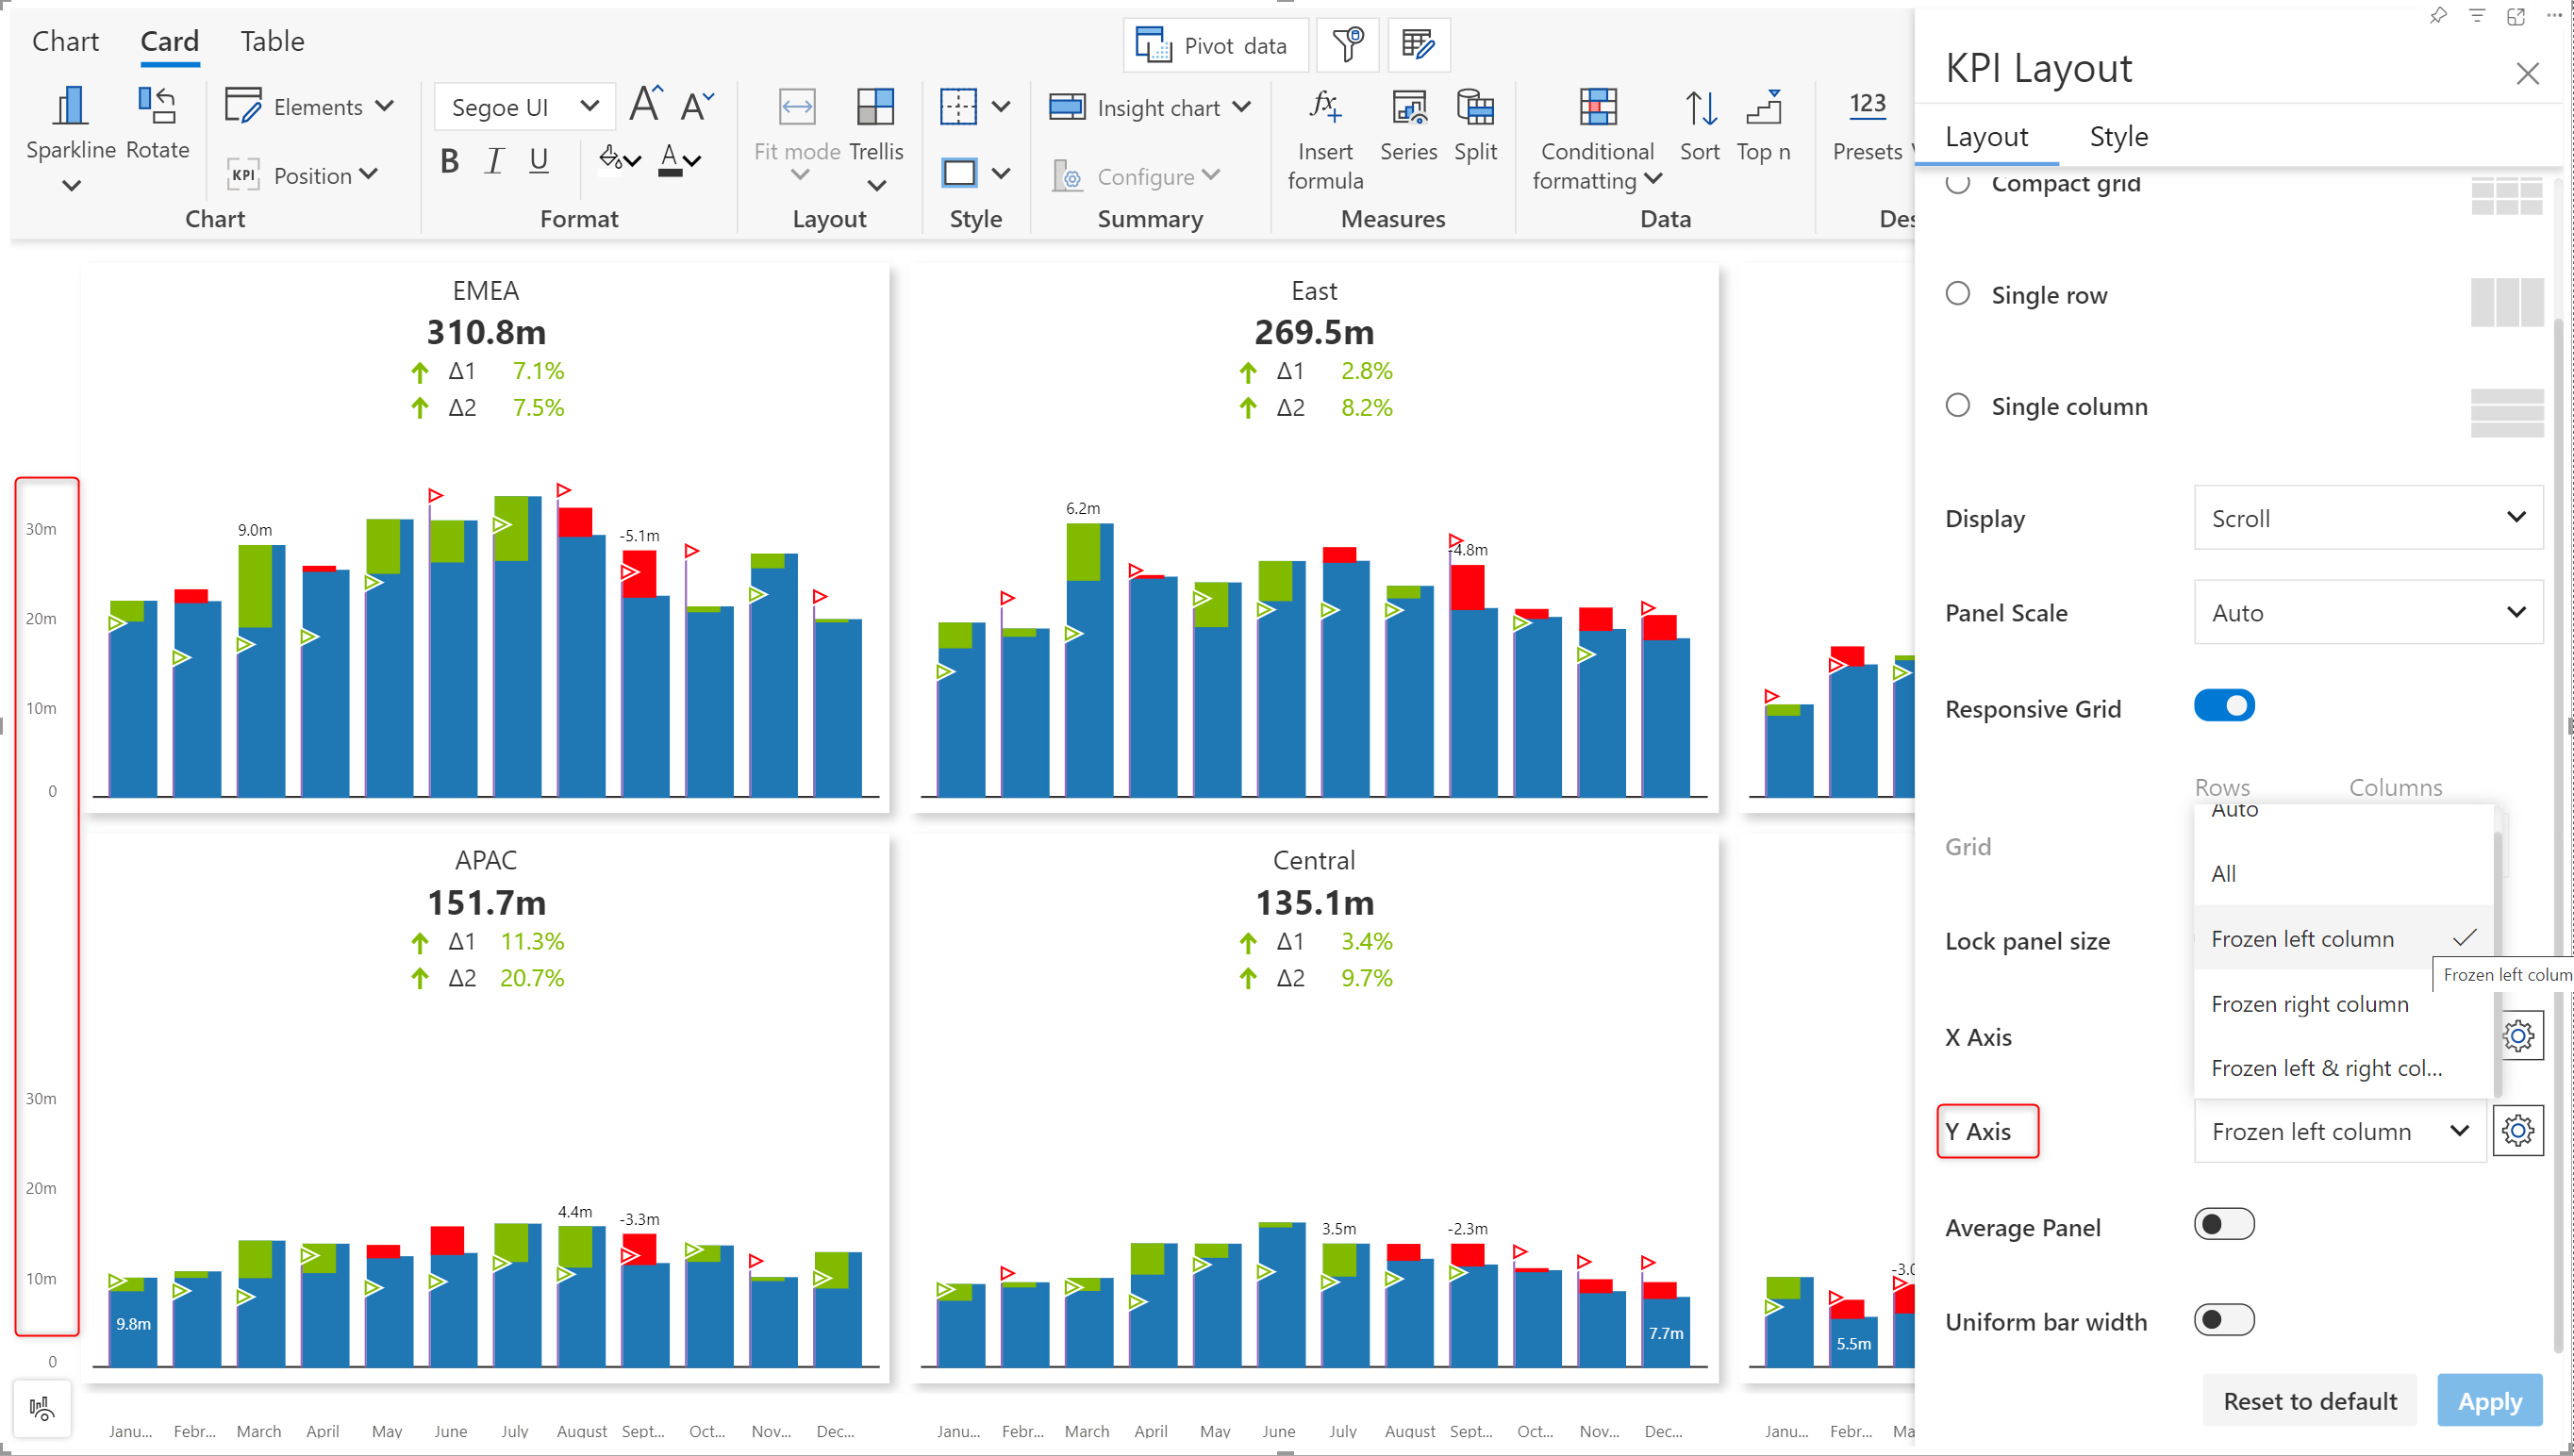 Chart Card Table
Pivot data
Sparkline Rotate
Elements
KPI Position
Chart
Segoe UI A A
B I U A
Format
Fit mode Trellis
Layout
Style
Insight chart
Configure
Summary
fx
Insert formula Series Split
Measures
Conditional formatting Sort Top n
Data
123
Presets
KPI Layout
Layout Style
Compact grid
Single row
Single column
Display Scroll
Panel Scale Auto
Responsive Grid
Rows Columns
Grid
Auto
All
Frozen left column
Frozen left colum
Frozen right column
Frozen left & right col...
Lock panel size
X Axis
Y Axis Frozen left column
Average Panel
Uniform bar width
Reset to default Apply
EMEA
310.8m
Δ1 7.1%
Δ2 7.5%
30m
20m
10m
0
9.0m
-5.1m
East
269.5m
Δ1 2.8%
Δ2 8.2%
6.2m
-4.8m
APAC
151.7m
Δ1 11.3%
Δ2 20.7%
30m
20m
10m
0
9.8m
4.4m
-3.3m
Central
135.1m
Δ1 3.4%
Δ2 9.7%
3.5m
-2.3m
7.7m
5.5m
Janu... Febr... March April May June July August Sept... Oct... Nov... Dec...
Janu... Febr... March April May June July August Sept... Oct... Nov... Dec...
Janu... Febr...